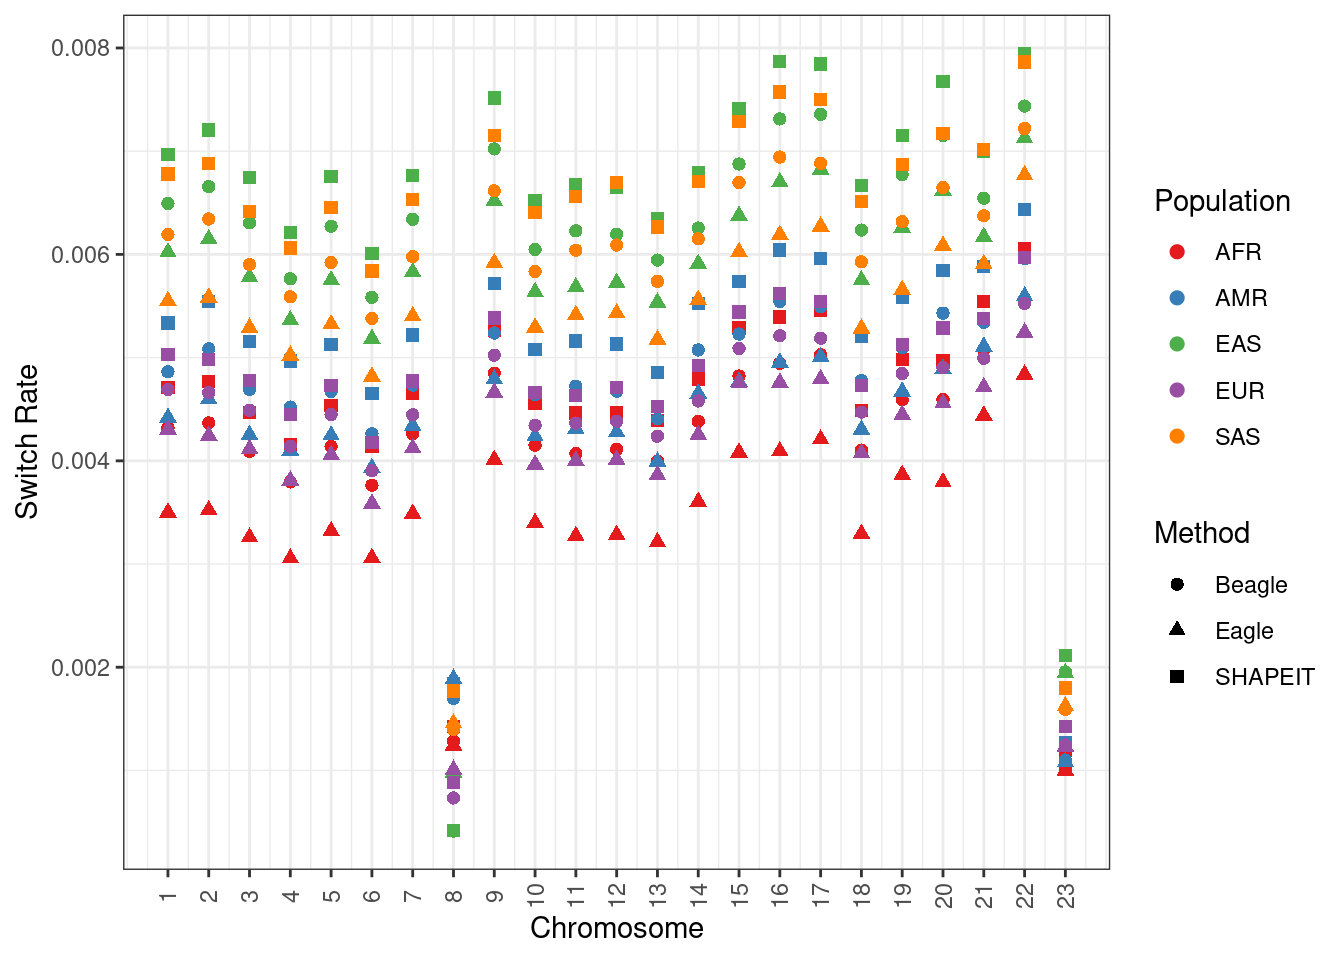 0.008
0.006
0.004
0.002
Switch Rate
1 2 3 4 5 6 7 8 9 10 11 12 13 14 15 16 17 18 19 20 21 22 23
Chromosome
Population
AFR
AMR
EAS
EUR
SAS
Method
Beagle
Eagle
SHAPEIT